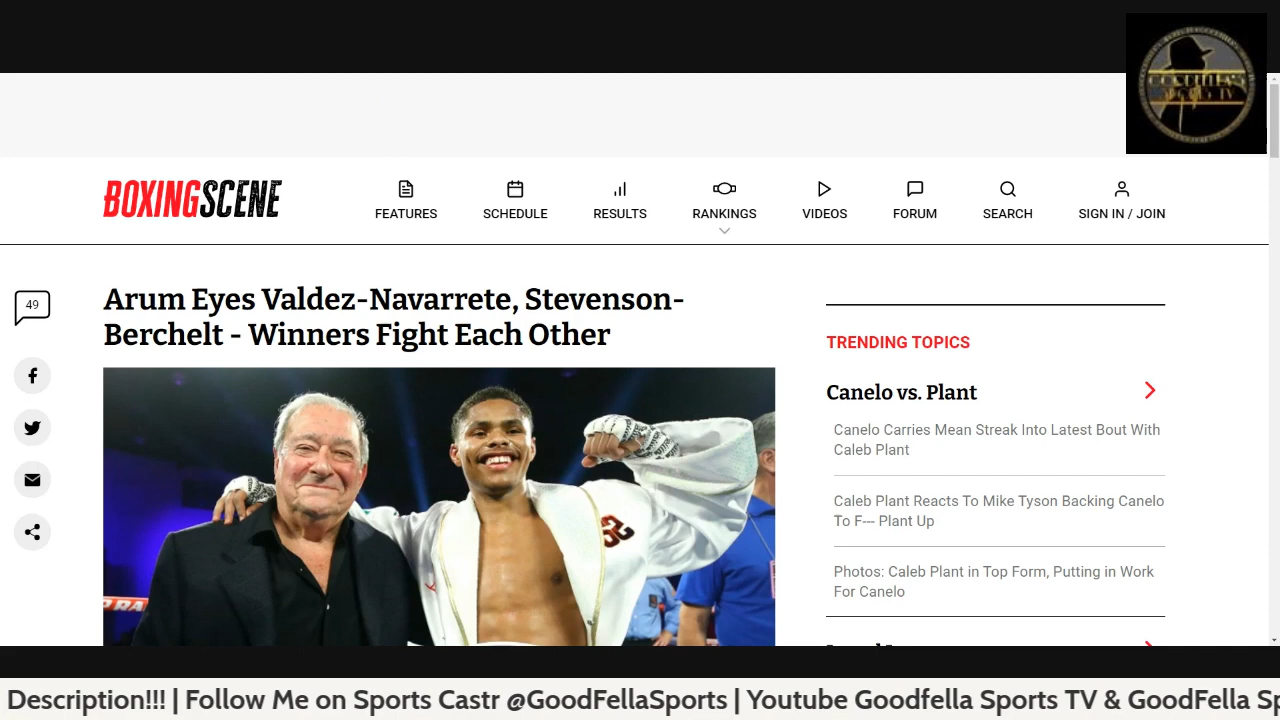 GOODFELLA'S
SPORTS TV
BOXINGSCENE
FEATURES
SCHEDULE
RESULTS
RANKINGS
VIDEOS
FORUM
SEARCH
SIGN IN / JOIN
49
Arum Eyes Valdez-Navarrete, Stevenson-
Berchelt - Winners Fight Each Other
TRENDING TOPICS
Canelo vs. Plant
Canelo Carries Mean Streak Into Latest Bout With
Caleb Plant
Caleb Plant Reacts To Mike Tyson Backing Canelo
To F--- Plant Up
Photos: Caleb Plant in Top Form, Putting in Work
For Canelo
Description!!! | Follow Me on Sports Castr @GoodFellaSports | Youtube Goodfella Sports TV & GoodFella Sp